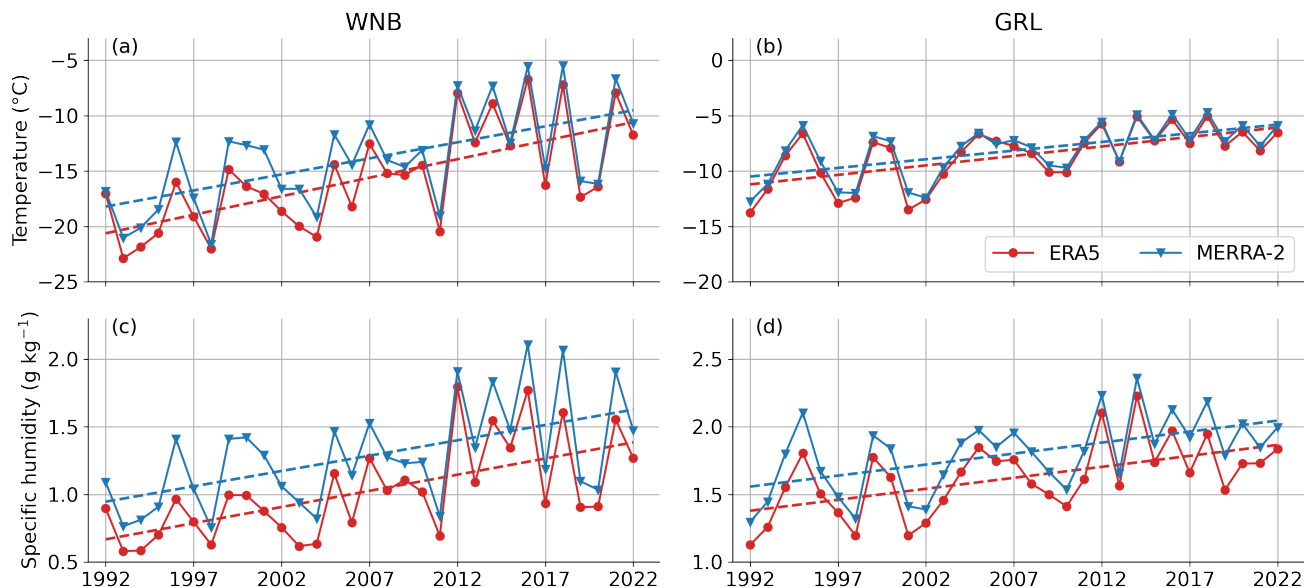 WNB
GRL
(a)
(b)
Temperature (°C)
−5
−10
−15
−20
−25
0
−5
−10
−15
−20
ERA5
MERRA-2
(c)
(d)
Specific humidity (g kg⁻¹)
2.0
1.5
1.0
0.5
2.5
2.0
1.5
1.0
1992 1997 2002 2007 2012 2017 2022
1992 1997 2002 2007 2012 2017 2022